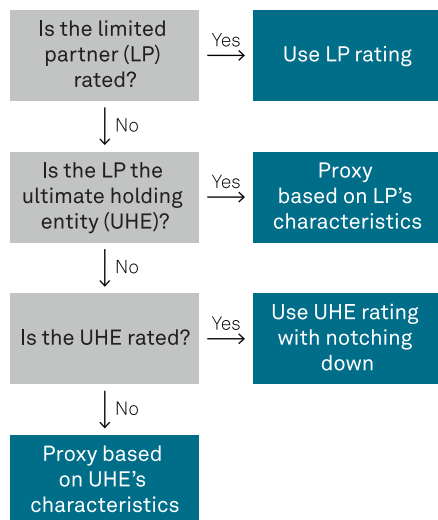 Is the limited
partner (LP)
rated?
Yes
Use LP rating
No
Is the LP the
ultimate holding
entity (UHE)?
Yes
Proxy
based on LP's
characteristics
No
Is the UHE rated?
Yes
Use UHE rating
with notching
down
No
Proxy based
on UHE's
characteristics